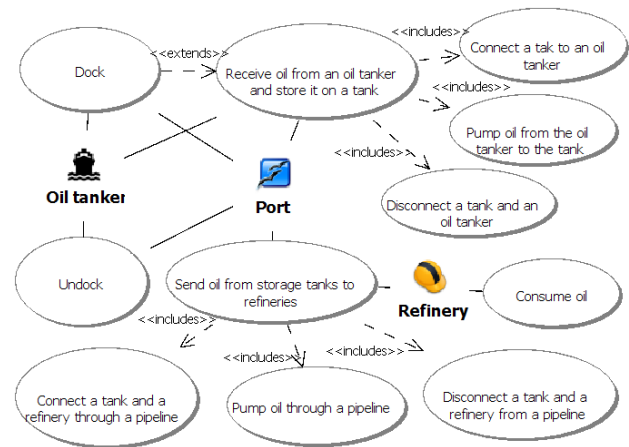 <<includes>>
<<extends>>
Dock
Receive oil from an oil tanker
and store it on a tank
Connect a tak to an oil
tanker
<<includes>>
Pump oil from the oil
tanker to the tank
<<includes>>
Oil tanker
Port
Disconnect a tank and an
oil tanker
Undock
Send oil from storage tanks to
refineries
Refinery
Consume oil
<<includes>>
<<includes>>
<<includes>>
Connect a tank and a
refinery through a pipeline
Pump oil through a pipeline
Disconnect a tank and a
refinery from a pipeline